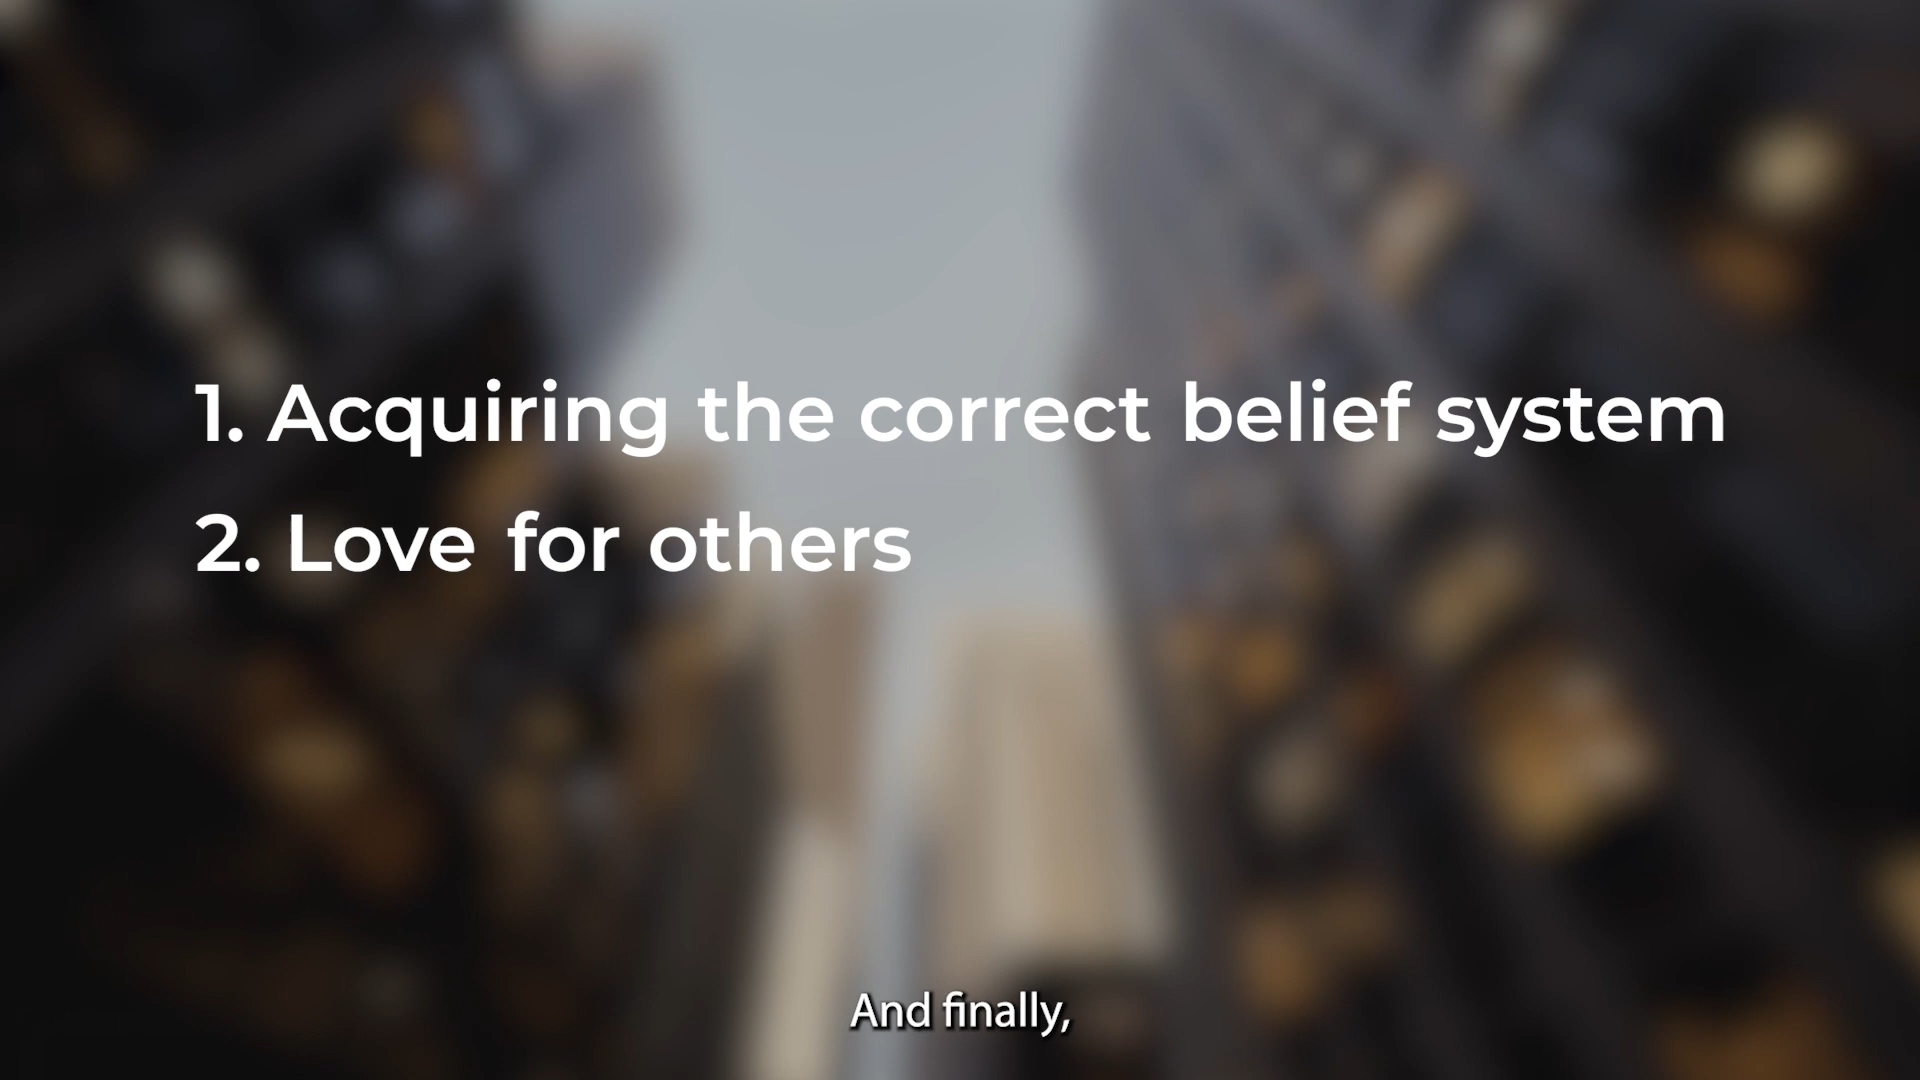 1. Acquiring the correct belief system
2. Love for others
And finally,